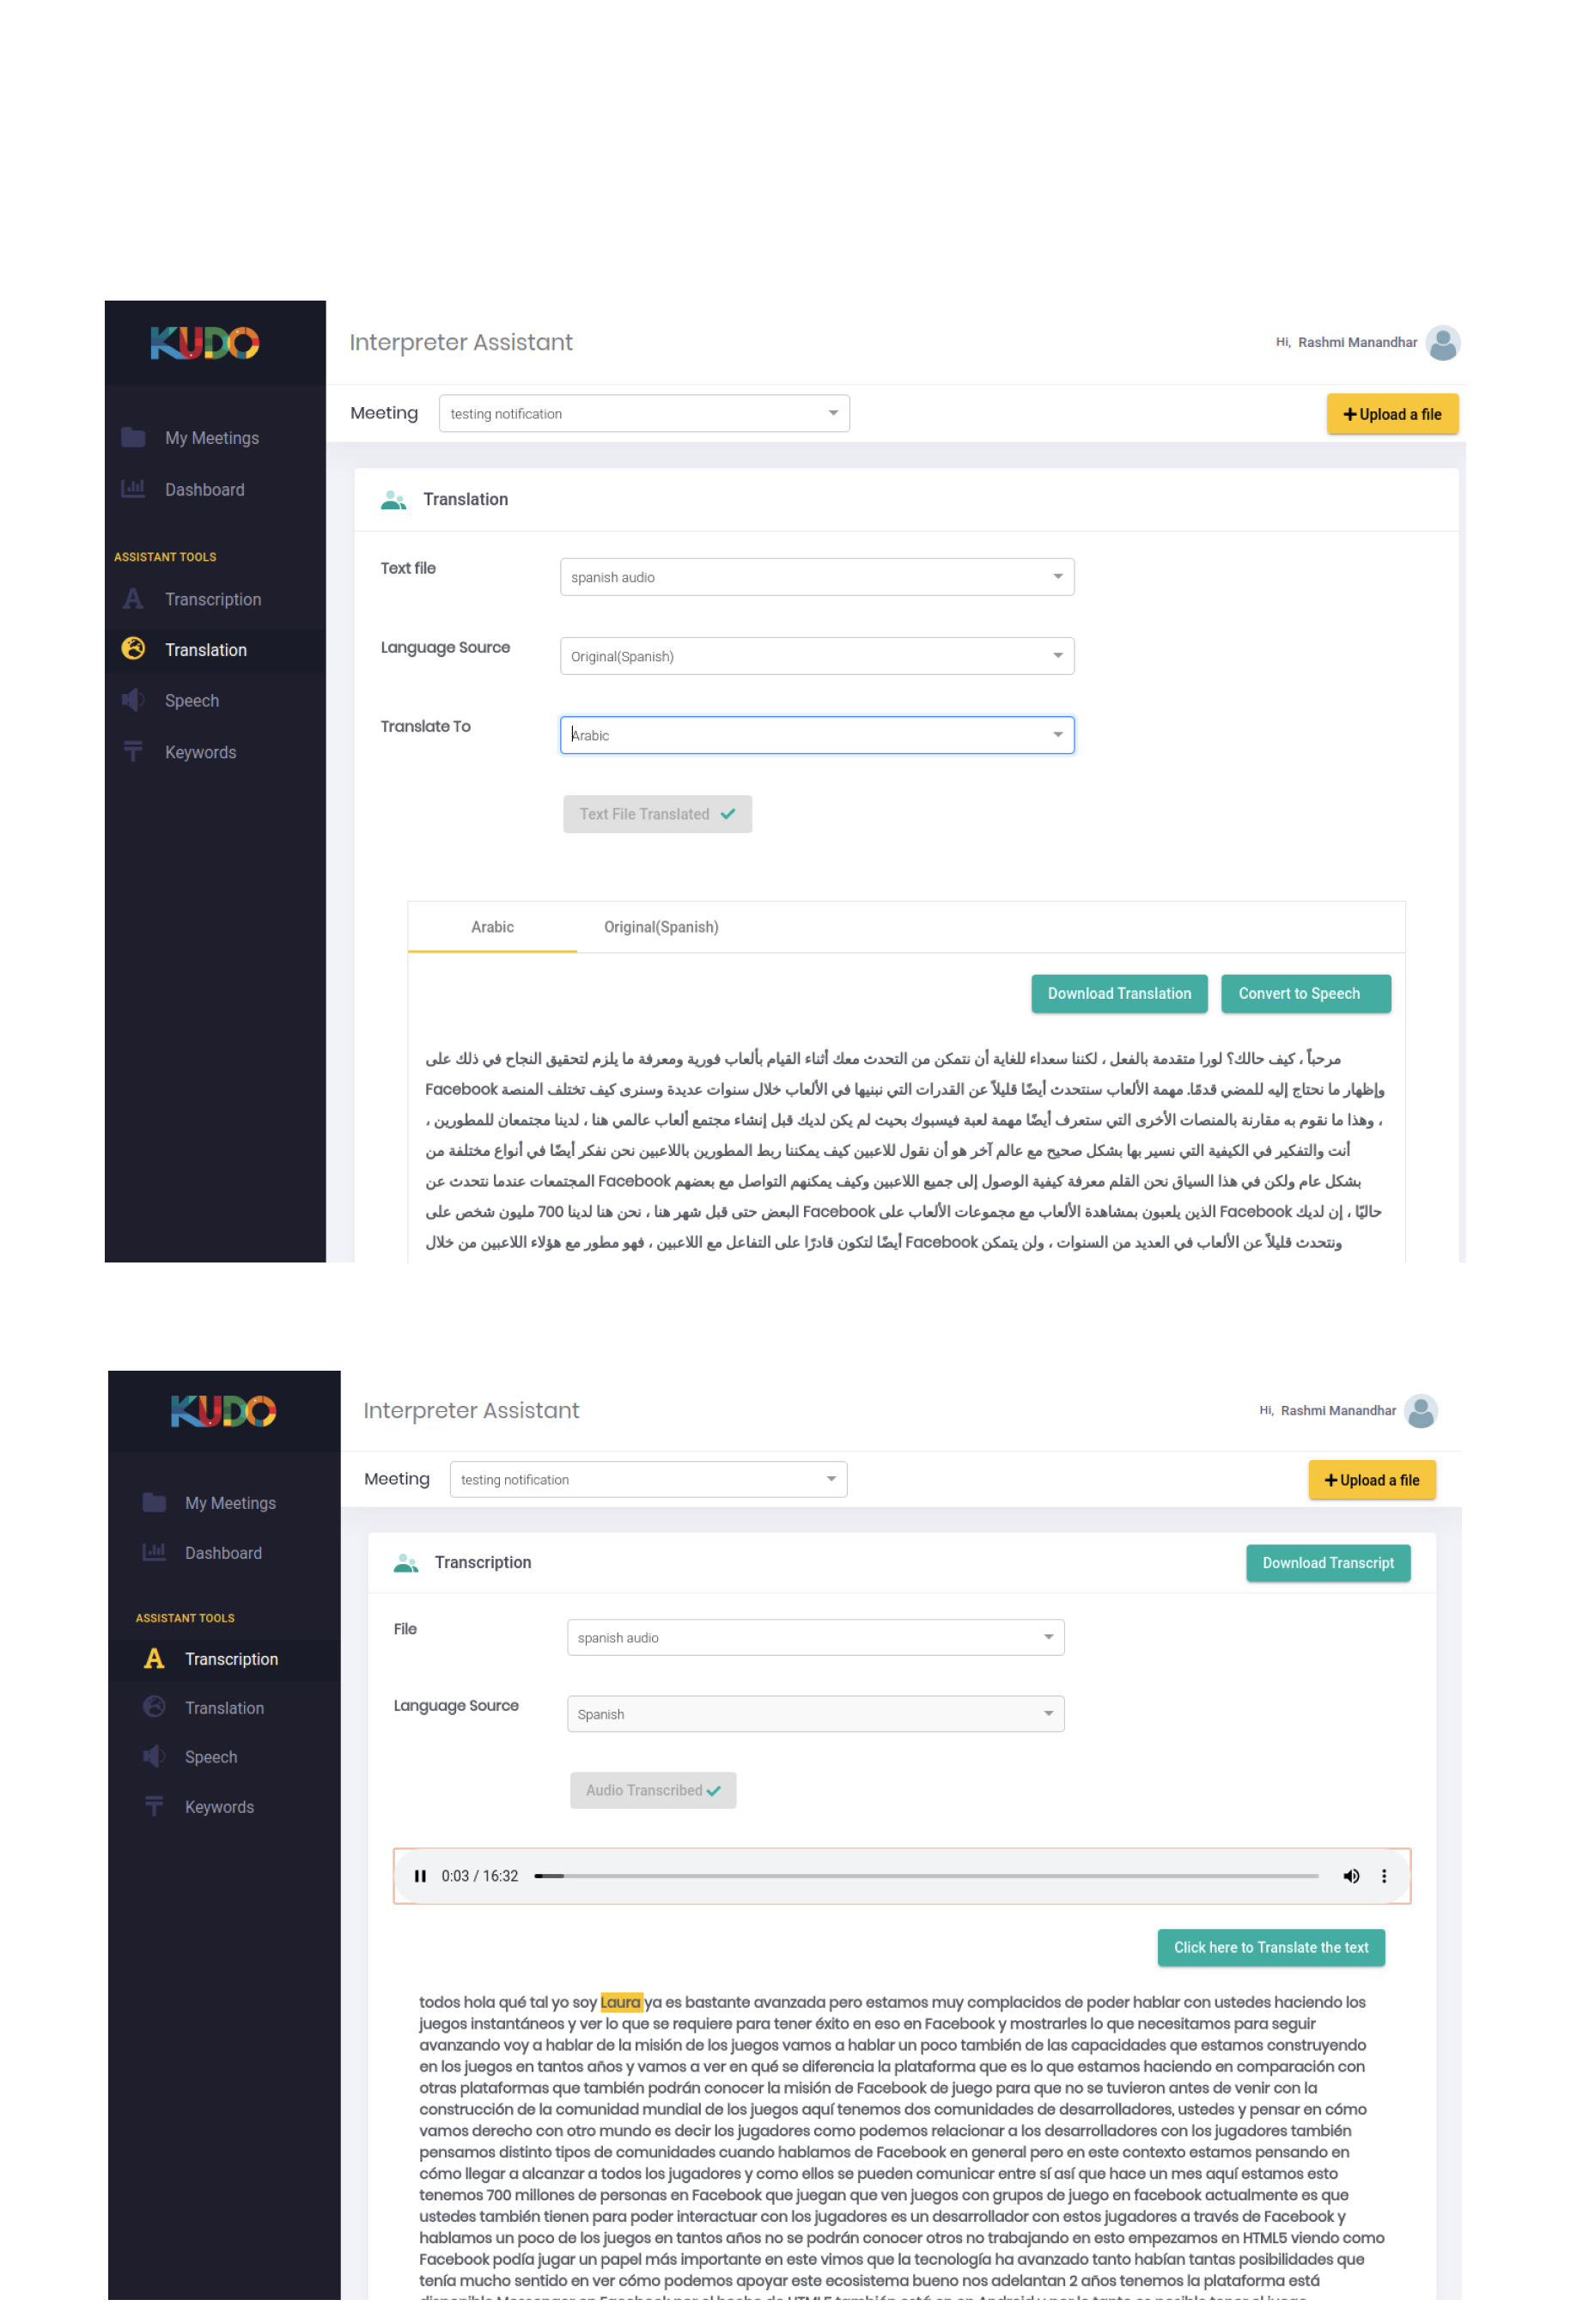 KUDO
Interpreter Assistant
Hi, Rashmi Manandhar
Meeting
testing notification
+ Upload a file
My Meetings
Dashboard
ASSISTANT TOOLS
Transcription
Translation
Speech
Keywords
Translation
Text file
spanish audio
Language Source
Original(Spanish)
Translate To
Arabic
Text File Translated
Arabic
Original(Spanish)
Download Translation
Convert to Speech
مرحباً ، كيف حالك؟ لورا متقدمة بالفعل ، لكننا سعداء للغاية أن نتمكن من التحدث معك أثناء القيام بألعاب فورية ومعرفة ما يلزم لتحقيق النجاح في ذلك على
Facebook وإظهار ما نحتاج إليه للمضي قدمًا. مهمة الألعاب سنتحدث أيضًا قليلاً عن القدرات التي نبنيها في الألعاب خلال سنوات عديدة وسنرى كيف تختلف المنصة
، وهذا ما نقوم به مقارنة بالمنصات الأخرى التي ستعرف أيضًا مهمة لعبة فيسبوك بحيث لم يكن لديك قبل إنشاء مجتمع ألعاب عالمي هنا ، لدينا مجتمعان للمطورين ،
أنت والتفكير في الكيفية التي نسير بها بشكل صحيح مع عالم آخر هو أن نقول للاعبين كيف يمكننا ربط المطورين باللاعبين نحن نفكر أيضًا في أنواع مختلفة من
المجتمعات عندما نتحدث عن Facebook بشكل عام ولكن في هذا السياق نحن القلم معرفة كيفية الوصول إلى جميع اللاعبين وكيف يمكنهم التواصل مع بعضهم
البعض حتى قبل شهر هنا ، نحن هنا لدينا 700 مليون شخص على Facebook الذين يلعبون بمشاهدة الألعاب مع مجموعات الألعاب على Facebook حاليًا ، إن لديك
أيضًا لتكون قادرًا على التفاعل مع اللاعبين ، فهو مطور مع هؤلاء اللاعبين من خلال Facebook ونتحدث قليلاً عن الألعاب في العديد من السنوات ، ولن يتمكن
KUDO
Interpreter Assistant
Hi, Rashmi Manandhar
Meeting
testing notification
+ Upload a file
My Meetings
Dashboard
ASSISTANT TOOLS
Transcription
Translation
Speech
Keywords
Transcription
Download Transcript
File
spanish audio
Language Source
Spanish
Audio Transcribed
0:03 / 16:32
Click here to Translate the text
todos hola qué tal yo soy Laura ya es bastante avanzada pero estamos muy complacidos de poder hablar con ustedes haciendo los
juegos instantáneos y ver lo que se requiere para tener éxito en eso en Facebook y mostrarles lo que necesitamos para seguir
avanzando voy a hablar de la misión de los juegos vamos a hablar un poco también de las capacidades que estamos construyendo
en los juegos en tantos años y vamos a ver en qué se diferencia la plataforma que es lo que estamos haciendo en comparación con
otras plataformas que también podrán conocer la misión de Facebook de juego para que no se tuvieron antes de venir con la
construcción de la comunidad mundial de los juegos aquí tenemos dos comunidades de desarrolladores, ustedes y pensar en cómo
vamos derecho con otro mundo es decir los jugadores como podemos relacionar a los desarrolladores con los jugadores también
pensamos distinto tipos de comunidades cuando hablamos de Facebook en general pero en este contexto estamos pensando en
cómo llegar a alcanzar a todos los jugadores y como ellos se pueden comunicar entre sí así que hace un mes aquí estamos esto
tenemos 700 millones de personas en Facebook que juegan que ven juegos con grupos de juego en facebook actualmente es que
ustedes también tienen para poder interactuar con los jugadores es un desarrollador con estos jugadores a través de Facebook y
hablamos un poco de los juegos en tantos años no se podrán conocer otros no trabajando en esto empezamos en HTML5 viendo como
Facebook podía jugar un papel más importante en este vimos que la tecnología ha avanzado tanto habían tantas posibilidades que
tenía mucho sentido en ver cómo podemos apoyar este ecosistema bueno nos adelantan 2 años tenemos la plataforma está